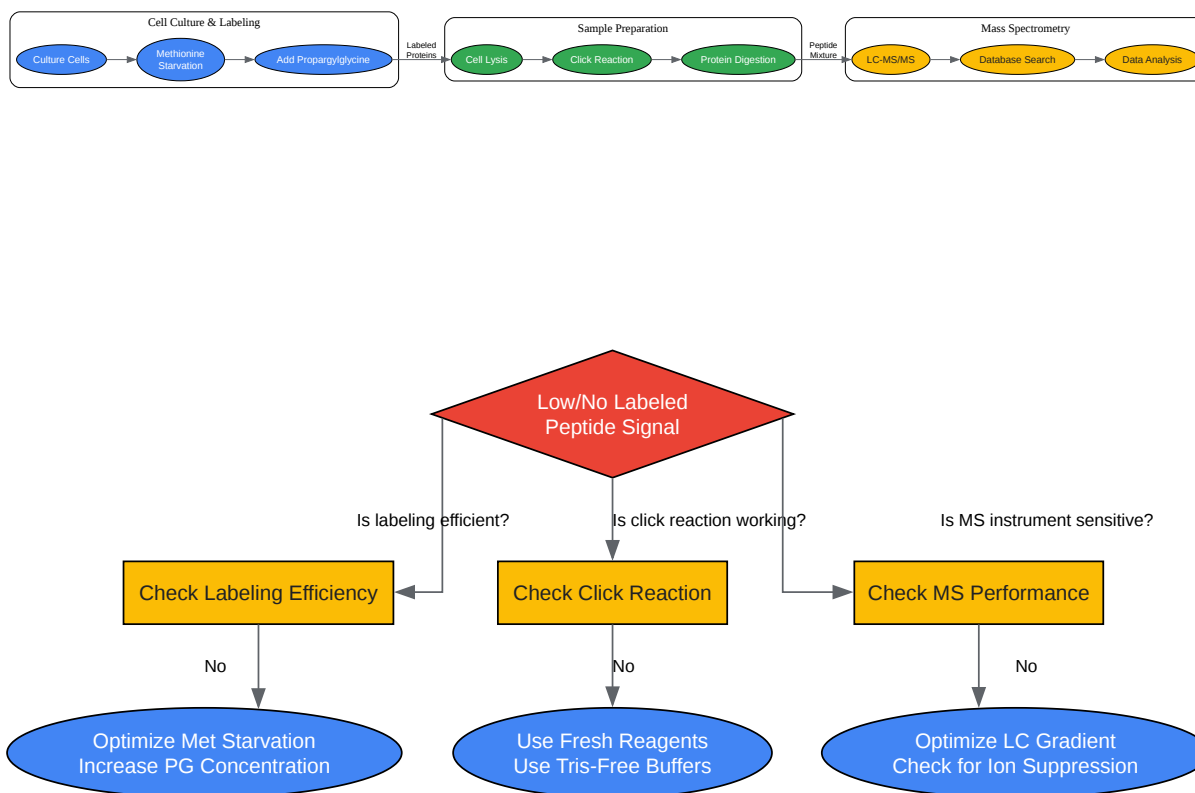 Cell Culture & Labeling
Culture Cells
Methionine
Starvation
Add Propargylglycine
Labeled
Proteins
Sample Preparation
Cell Lysis
Click Reaction
Protein Digestion
Peptide
Mixture
Mass Spectrometry
LC-MS/MS
Database Search
Data Analysis
Low/No Labeled
Peptide Signal
Is labeling efficient?
Is click reaction working?
Is MS instrument sensitive?
Check Labeling Efficiency
Check Click Reaction
Check MS Performance
No
No
No
Optimize Met Starvation
Increase PG Concentration
Use Fresh Reagents
Use Tris-Free Buffers
Optimize LC Gradient
Check for Ion Suppression